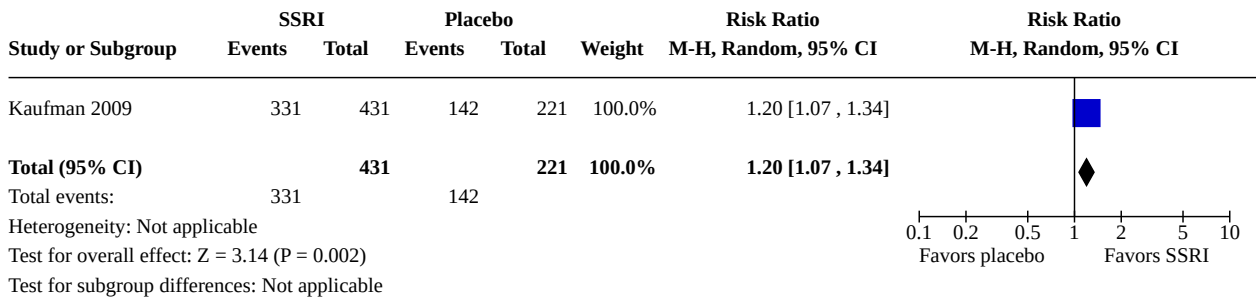 SSRI Placebo Risk Ratio Risk Ratio
Study or Subgroup Events Total Events Total Weight M-H, Random, 95% CI M-H, Random, 95% CI
Kaufman 2009 331 431 142 221 100.0% 1.20 [1.07 , 1.34]
Total (95% CI) 431 221 100.0% 1.20 [1.07 , 1.34]
Total events: 331 142
Heterogeneity: Not applicable
0.1 0.2 0.5 1 2 5 10
Test for overall effect: Z = 3.14 (P = 0.002) Favors placebo Favors SSRI
Test for subgroup differences: Not applicable